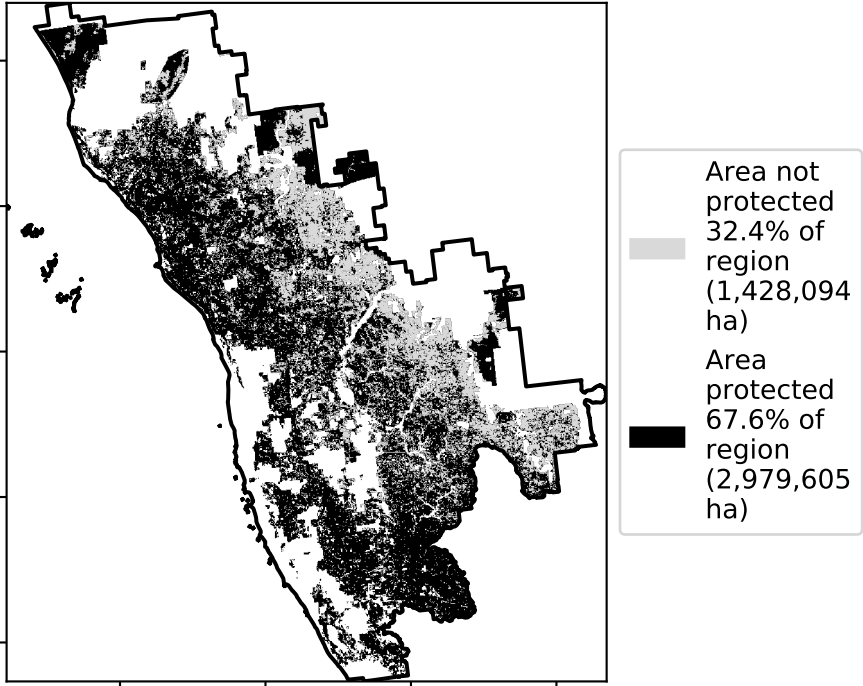 Area not
protected
32.4% of
region
(1,428,094
ha)
Area
protected
67.6% of
region
(2,979,605
ha)